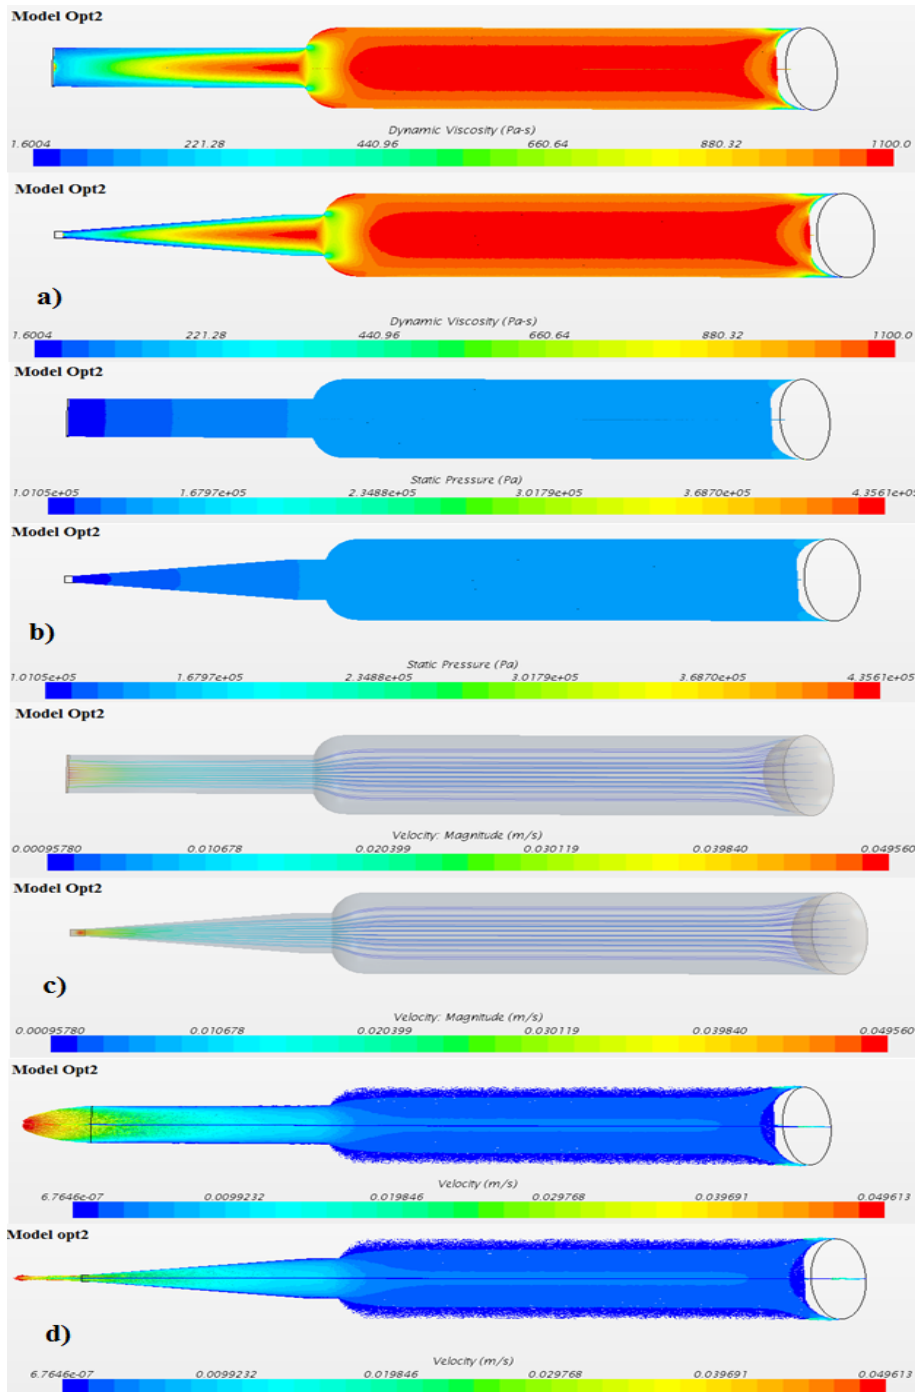 Model Opt2
Dynamic Viscosity (Pa-s)
1.6004 221.28 440.96 660.64 880.32 1100.0
Model Opt2
a)
Dynamic Viscosity (Pa-s)
1.6004 221.28 440.96 660.64 880.32 1100.0
Model Opt2
Static Pressure (Pa)
1.0105e+05 1.6797e+05 2.3488e+05 3.0179e+05 3.6870e+05 4.3561e+05
Model Opt2
b)
Static Pressure (Pa)
1.0105e+05 1.6797e+05 2.3488e+05 3.0179e+05 3.6870e+05 4.3561e+05
Model Opt2
Velocity: Magnitude (m/s)
0.00095780 0.010678 0.020399 0.030119 0.039840 0.049560
Model Opt2
c)
Velocity: Magnitude (m/s)
0.00095780 0.010678 0.020399 0.030119 0.039840 0.049560
Model Opt2
Velocity (m/s)
6.7646e-07 0.0099232 0.019846 0.029768 0.039691 0.049613
Model opt2
d)
Velocity (m/s)
6.7646e-07 0.0099232 0.019846 0.029768 0.039691 0.049613